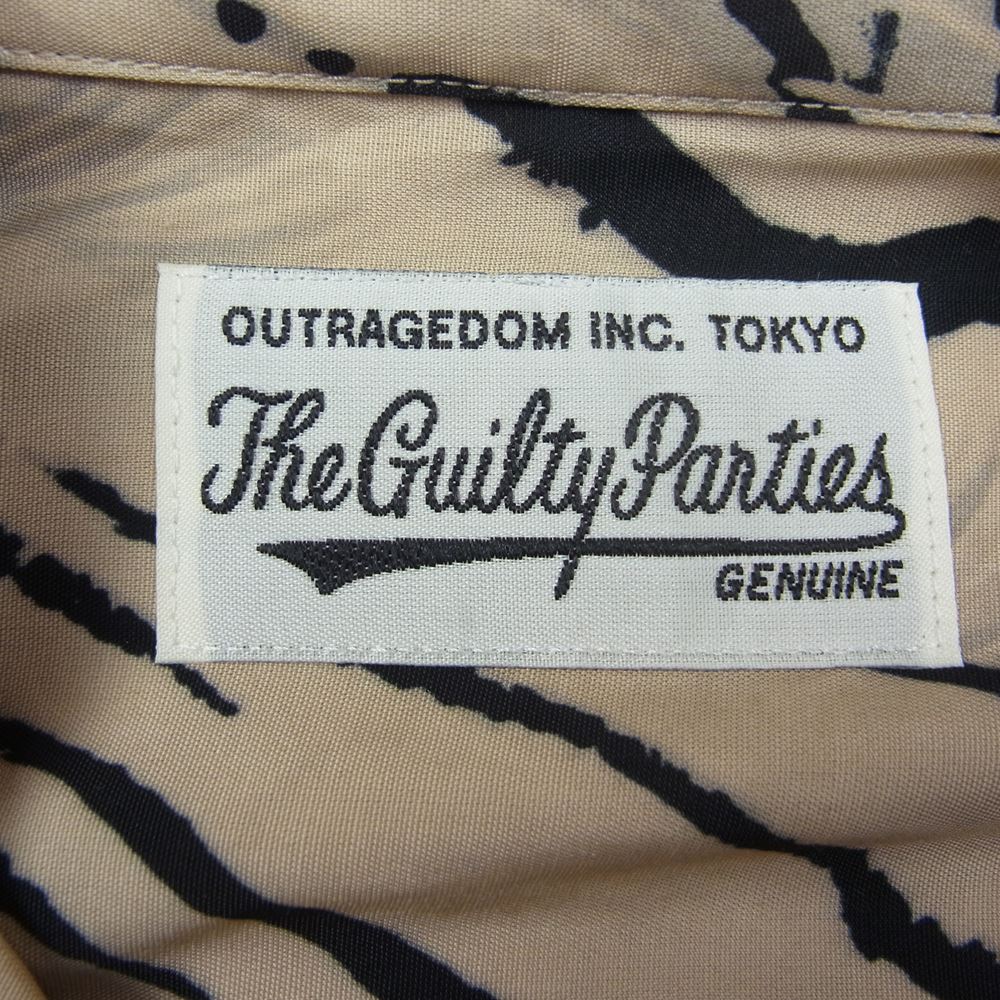 OUTRAGEDOM INC. TOKYO
The Guilty Parties
GENUINE